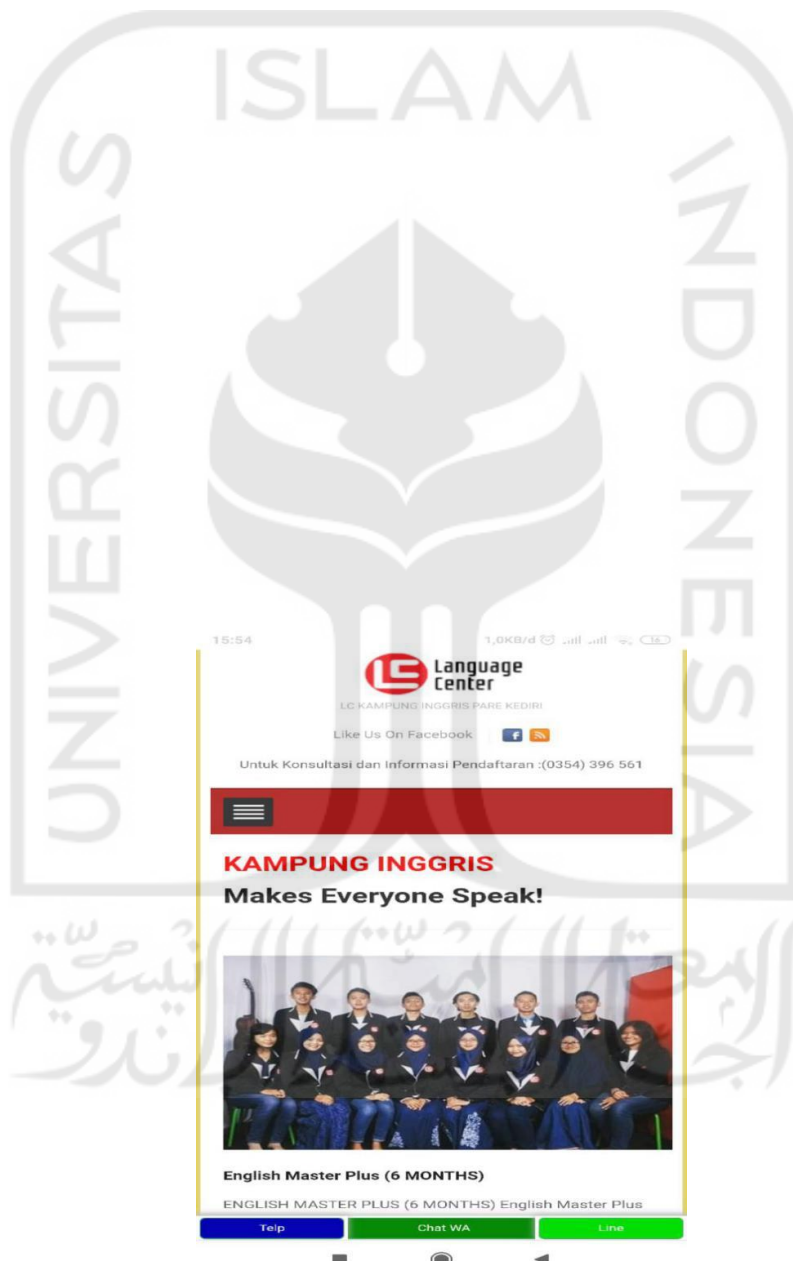 ISLAM
UNIVERSITAS
INDONESIA
15:54 1,0KB/d 16
LC Language
Center
LC KAMPUNG INGGRIS PARE KEDIRI
Like Us On Facebook
Untuk Konsultasi dan Informasi Pendaftaran :(0354) 396 561
KAMPUNG INGGRIS
Makes Everyone Speak!
English Master Plus (6 MONTHS)
ENGLISH MASTER PLUS (6 MONTHS) English Master Plus
Telp Chat WA Line